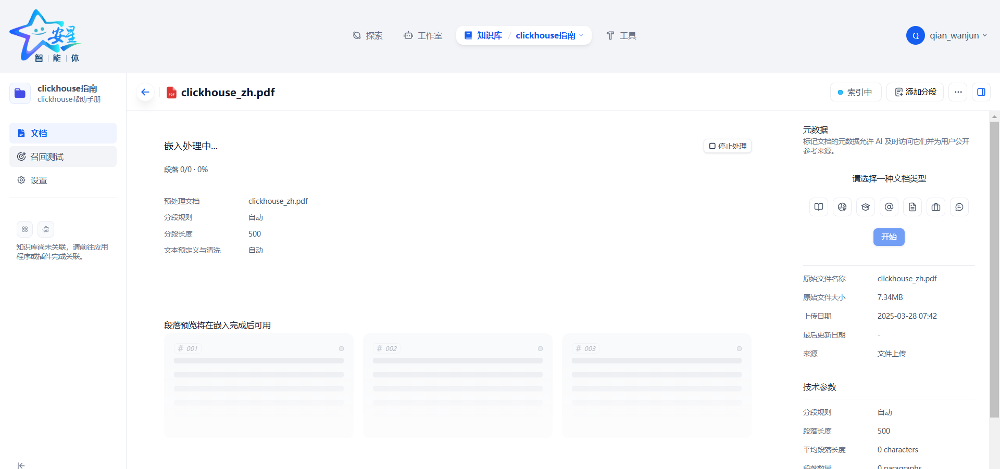 安星
智 | 能 | 体
探索
工作室
知识库 / clickhouse指南
工具
Q qian_wanjun
clickhouse指南
clickhouse帮助手册
文档
召回测试
设置
知识库尚未关联，请前往应用
程序或插件完成关联。
PDF clickhouse_zh.pdf
索引中
添加分段
嵌入处理中...
停止处理
段落 0/0 · 0%
预处理文档 clickhouse_zh.pdf
分段规则 自动
分段长度 500
文本预定义与清洗 自动
段落预览将在嵌入完成后可用
# 001
# 002
# 003
元数据
标记文档的元数据允许 AI 及时访问它们并为用户公开
参考来源。
请选择一种文档类型
开始
原始文件名称 clickhouse_zh.pdf
原始文件大小 7.34MB
上传日期 2025-03-28 07:42
最后更新日期 -
来源 文件上传
技术参数
分段规则 自动
段落长度 500
平均段落长度 0 characters
段落数量 0 paragraphs